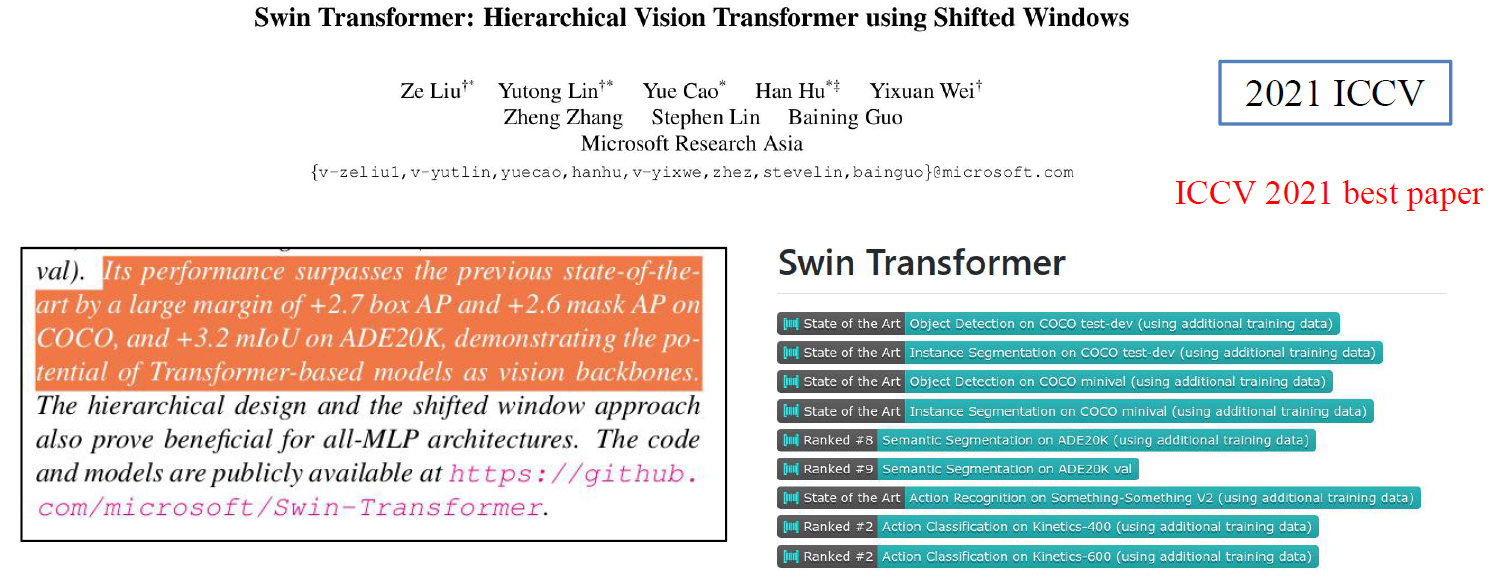 Swin Transformer: Hierarchical Vision Transformer using Shifted Windows
Ze Liu†* Yutong Lin†* Yue Cao* Han Hu*‡ Yixuan Wei†
Zheng Zhang Stephen Lin Baining Guo
Microsoft Research Asia
{v-zeliu1,v-yutlin,yuecao,hanhu,v-yixwe,zhez,stevelin,bainguo}@microsoft.com
2021 ICCV
ICCV 2021 best paper
val). Its performance surpasses the previous state-of-the-
art by a large margin of +2.7 box AP and +2.6 mask AP on
COCO, and +3.2 mIoU on ADE20K, demonstrating the po-
tential of Transformer-based models as vision backbones.
The hierarchical design and the shifted window approach
also prove beneficial for all-MLP architectures. The code
and models are publicly available at https://github.
com/microsoft/Swin-Transformer.
Swin Transformer
State of the Art Object Detection on COCO test-dev (using additional training data)
State of the Art Instance Segmentation on COCO test-dev (using additional training data)
State of the Art Object Detection on COCO minival (using additional training data)
State of the Art Instance Segmentation on COCO minival (using additional training data)
Ranked #8 Semantic Segmentation on ADE20K (using additional training data)
Ranked #9 Semantic Segmentation on ADE20K val
State of the Art Action Recognition on Something-Something V2 (using additional training data)
Ranked #2 Action Classification on Kinetics-400 (using additional training data)
Ranked #2 Action Classification on Kinetics-600 (using additional training data)